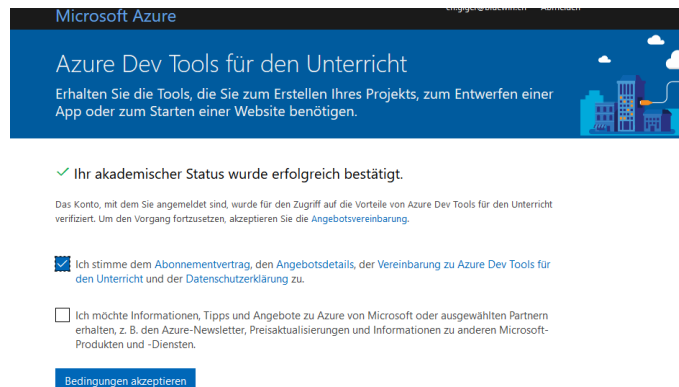 Microsoft Azure
Azure Dev Tools für den Unterricht
Erhalten Sie die Tools, die Sie zum Erstellen Ihres Projekts, zum Entwerfen einer
App oder zum Starten einer Website benötigen.
Ihr akademischer Status wurde erfolgreich bestätigt.
Das Konto, mit dem Sie angemeldet sind, wurde für den Zugriff auf die Vorteile von Azure Dev Tools für den Unterricht
verifiziert. Um den Vorgang fortzusetzen, akzeptieren Sie die Angebotsvereinbarung.
Ich stimme dem Abonnementvertrag, den Angebotsdetails, der Vereinbarung zu Azure Dev Tools für
den Unterricht und der Datenschutzerklärung zu.
Ich möchte Informationen, Tipps und Angebote zu Azure von Microsoft oder ausgewählten Partnern
erhalten, z. B. den Azure-Newsletter, Preisaktualisierungen und Informationen zu anderen Microsoft-
Produkten und -Diensten.
Bedingungen akzeptieren